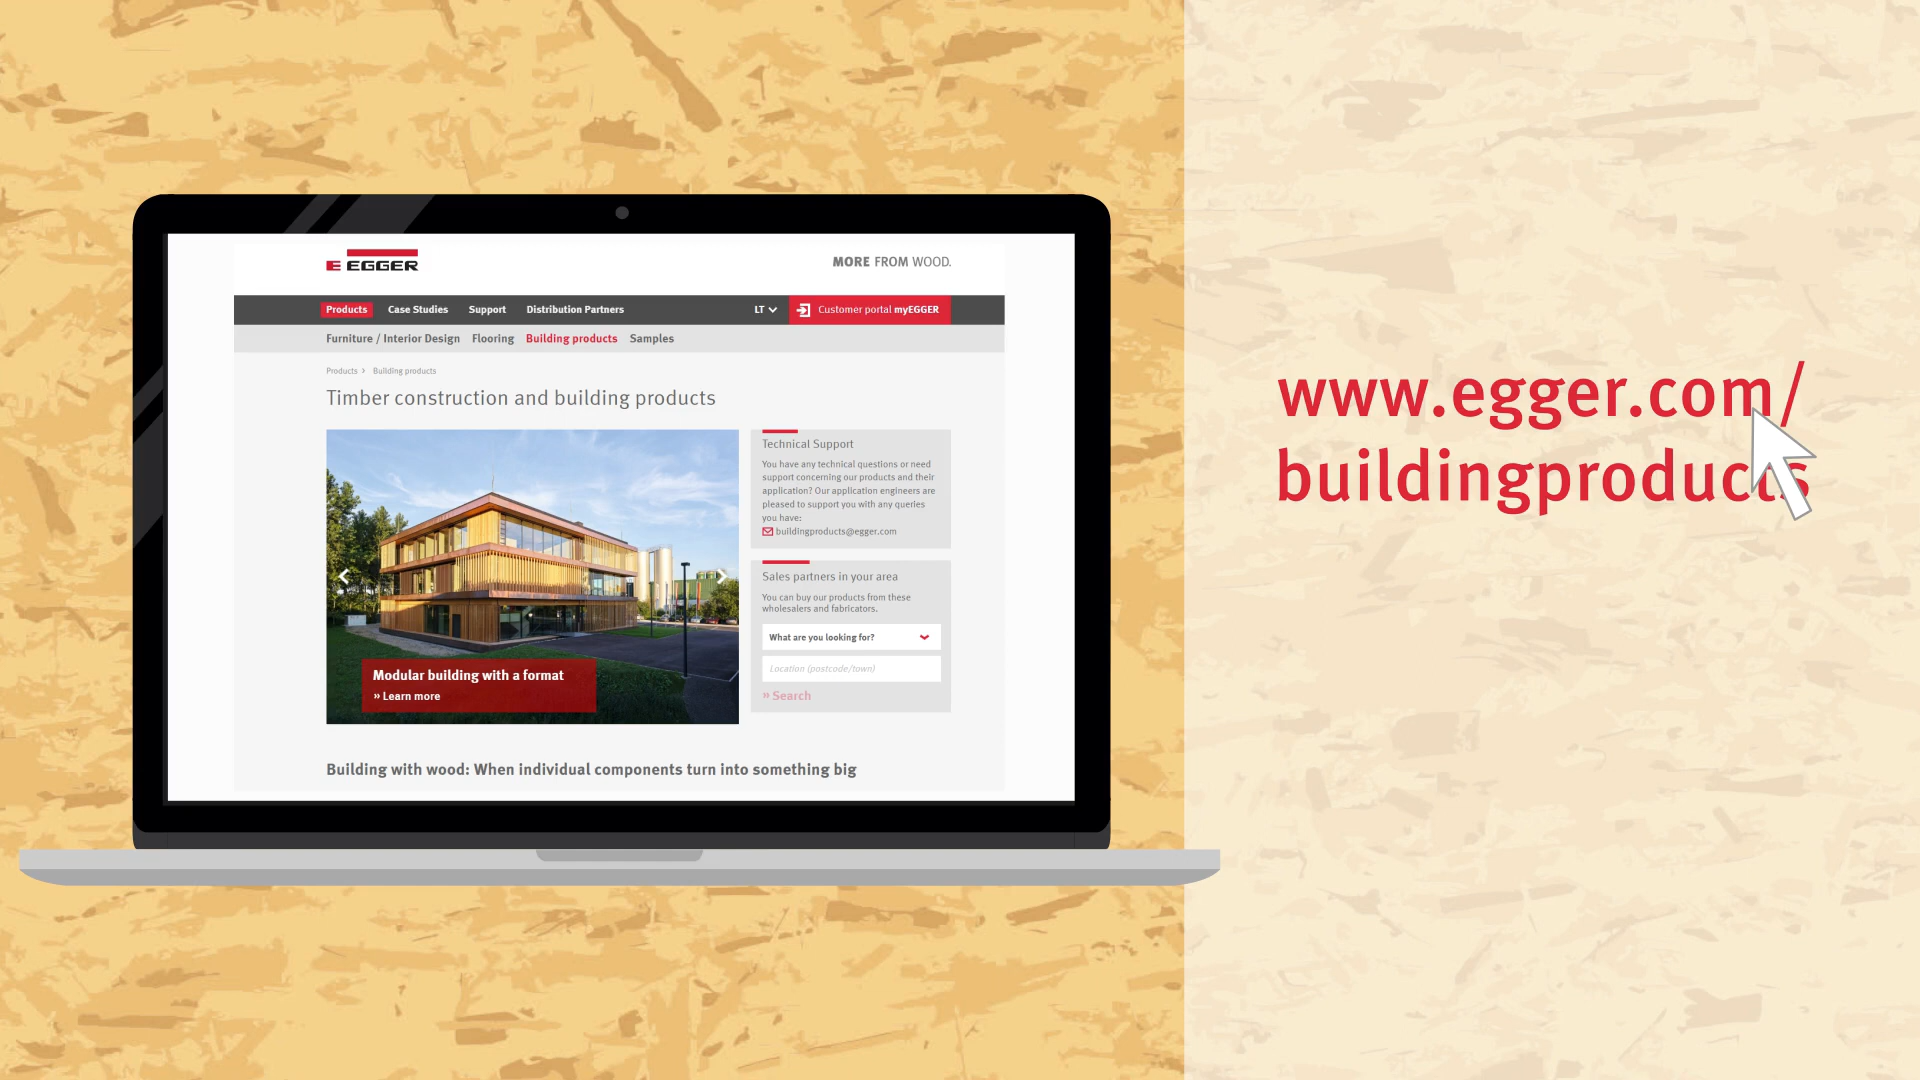 E EGGER
MORE FROM WOOD.
Products Case Studies Support Distribution Partners LT Customer portal myEGGER
Furniture / Interior Design Flooring Building products Samples
Products > Building products
Timber construction and building products
Modular building with a format
» Learn more
Technical Support
You have any technical questions or need
support concerning our products and their
application? Our application engineers are
pleased to support you with any queries
you have:
buildingproducts@egger.com
Sales partners in your area
You can buy our products from these
wholesalers and fabricators.
What are you looking for?
Location (postcode/town)
» Search
Building with wood: When individual components turn into something big
www.egger.com/
buildingproducts